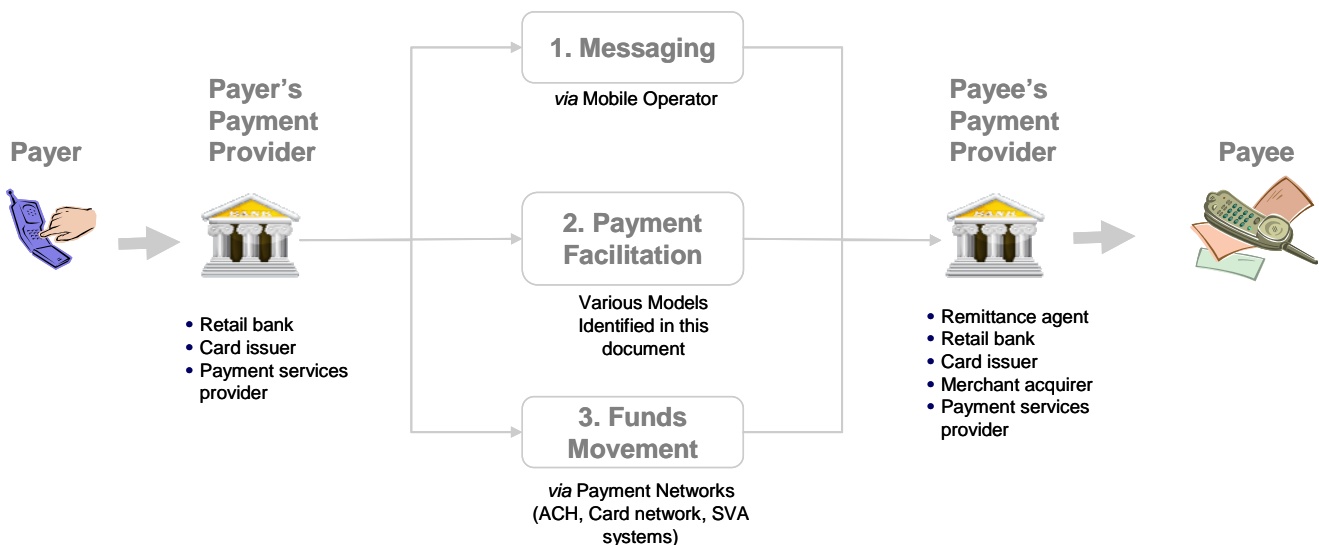 Payer
Payer's
Payment
Provider
BANK
• Retail bank
• Card issuer
• Payment services
provider
1. Messaging
via Mobile Operator
2. Payment
Facilitation
Various Models
Identified in this
document
3. Funds
Movement
via Payment Networks
(ACH, Card network, SVA
systems)
Payee's
Payment
Provider
BANK
• Remittance agent
• Retail bank
• Card issuer
• Merchant acquirer
• Payment services
provider
Payee